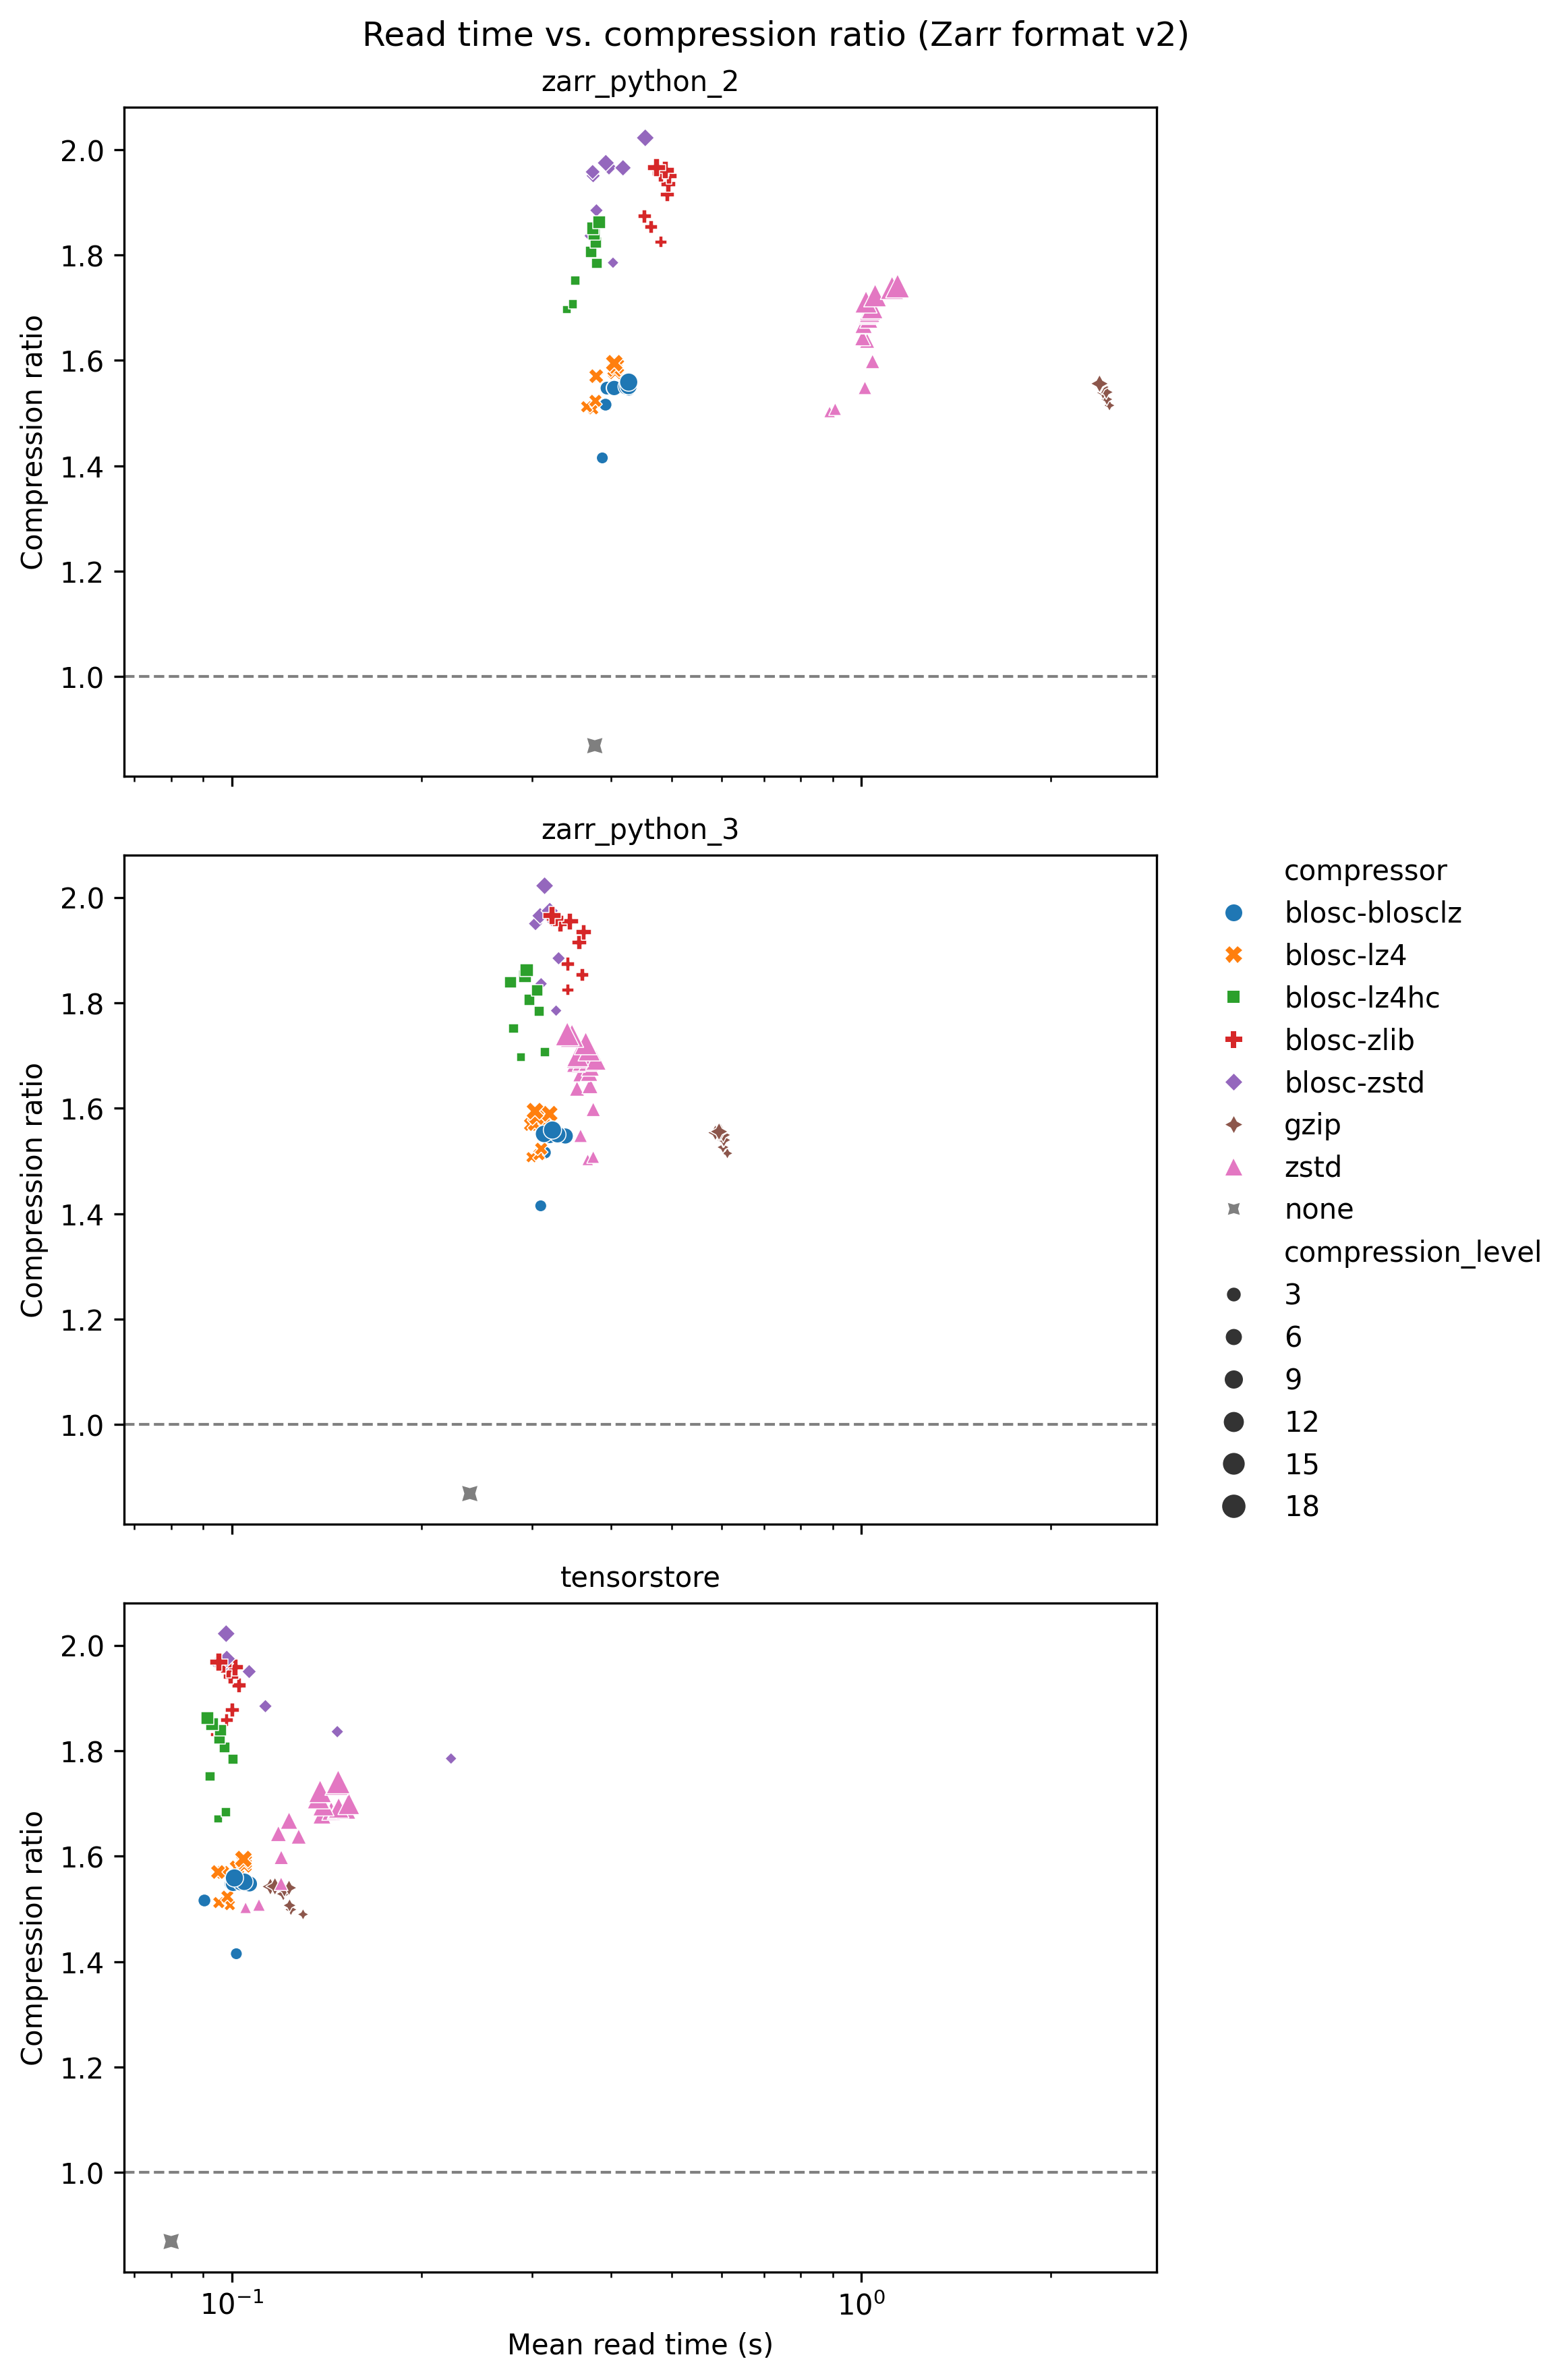 Read time vs. compression ratio (Zarr format v2)
zarr_python_2
Compression ratio
2.0
1.8
1.6
1.4
1.2
1.0
zarr_python_3
Compression ratio
2.0
1.8
1.6
1.4
1.2
1.0
compressor
blosc-blosclz
blosc-lz4
blosc-lz4hc
blosc-zlib
blosc-zstd
gzip
zstd
none
compression_level
3
6
9
12
15
18
tensorstore
Compression ratio
2.0
1.8
1.6
1.4
1.2
1.0
10⁻¹ 10⁰
Mean read time (s)